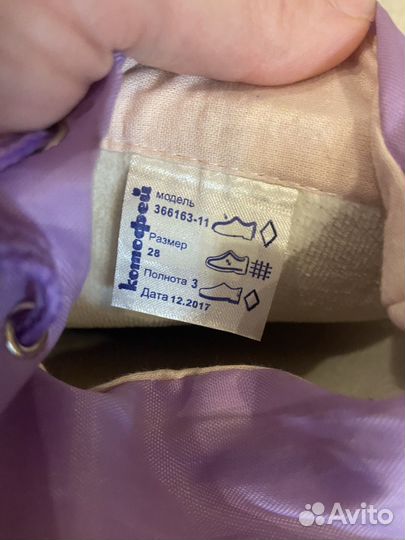 котофей
модель
366163-11
Размер
28
Полнота 3
Дата 12.2017
Avito